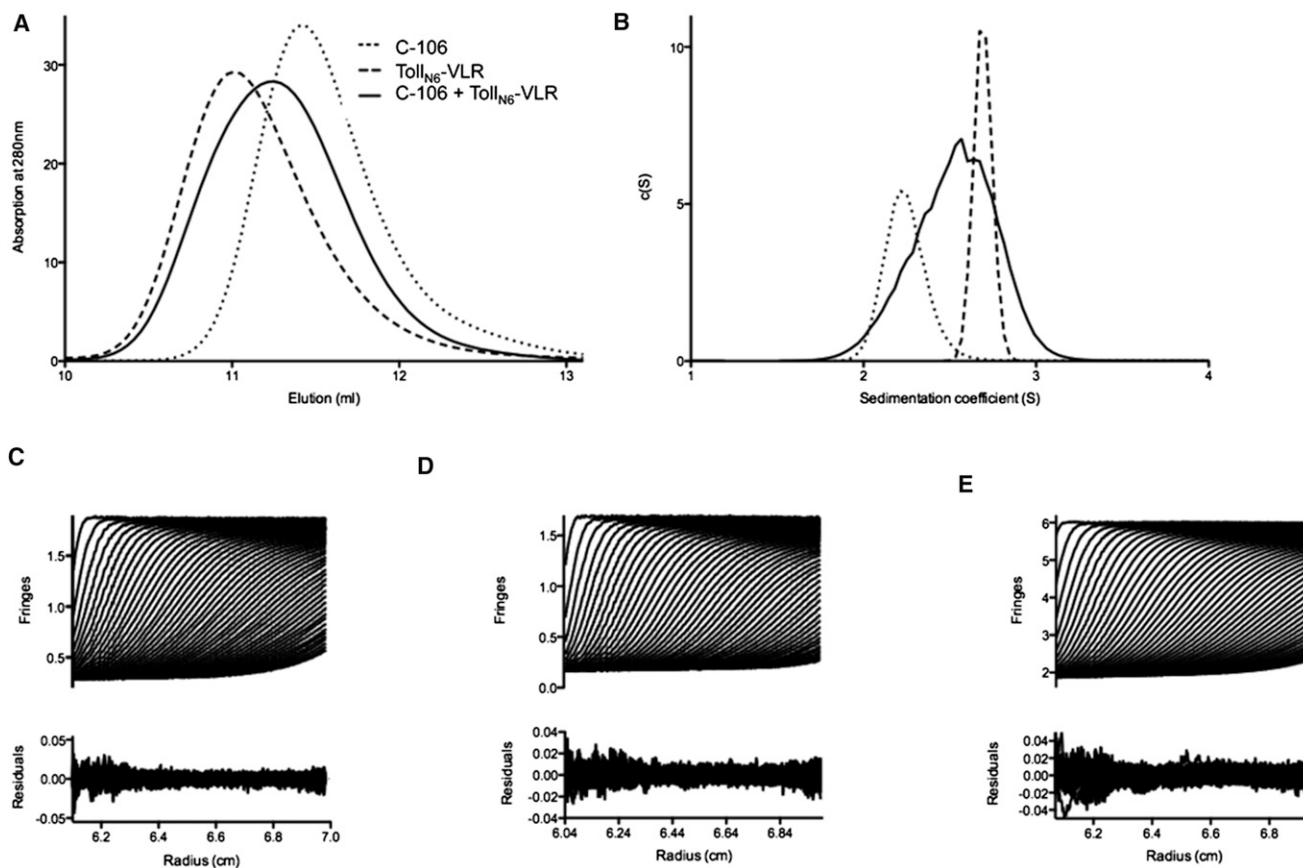 A
Absorption at 280nm
30
20
10
0
10
11
12
13
Elution (ml)
C-106
TollN6-VLR
C-106 + TollN6-VLR
B
c(S)
10
5
0
1
2
3
4
Sedimentation coefficient (S)
C
Fringes
1.5
1.0
0.5
Residuals
0.05
0.00
-0.05
6.2
6.4
6.6
6.8
7.0
Radius (cm)
D
Fringes
1.5
1.0
0.5
0.0
Residuals
0.04
0.02
0.00
-0.02
-0.04
6.04
6.24
6.44
6.64
6.84
Radius (cm)
E
Fringes
6
5
4
3
2
Residuals
0.04
0.02
0.00
-0.02
-0.04
6.2
6.4
6.6
6.8
Radius (cm)